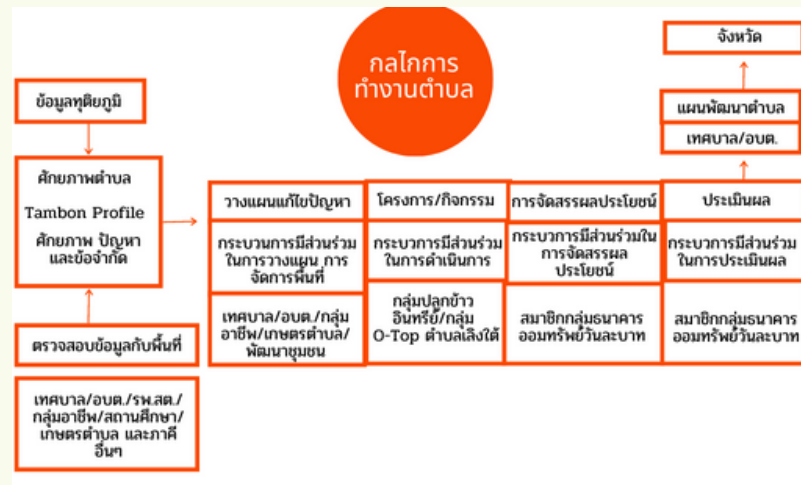 กลไกการ
ทำงานตำบล
จังหวัด
แผนพัฒนาตำบล
เทศบาล/อบต.
ข้อมูลทุติยภูมิ
ศักยภาพตำบล
Tambon Profile
ศักยภาพ ปัญหา
และข้อจำกัด
ตรวจสอบข้อมูลกับพื้นที่
เทศบาล/อบต./รพ.สต./
กลุ่มอาชีพ/สถานศึกษา/
เกษตรตำบล และภาคี
อื่นๆ
วางแผนแก้ไขปัญหา
กระบวนการมีส่วนร่วม
ในการวางแผน การ
จัดการพื้นที่
เทศบาล/อบต./กลุ่ม
อาชีพ/เกษตรตำบล/
พัฒนาชุมชน
โครงการ/กิจกรรม
กระบวการมีส่วนร่วม
ในการดำเนินการ
กลุ่มปลูกข้าว
อินทรีย์/กลุ่ม
O-Top ตำบลเลิงใต้
การจัดสรรผลประโยชน์
กระบวการมีส่วนร่วมใน
การจัดสรรผล
ประโยชน์
สมาชิกกลุ่มธนาคาร
ออมทรัพย์วันละบาท
ประเมินผล
กระบวการมีส่วนร่วม
ในการประเมินผล
สมาชิกกลุ่มธนาคาร
ออมทรัพย์วันละบาท